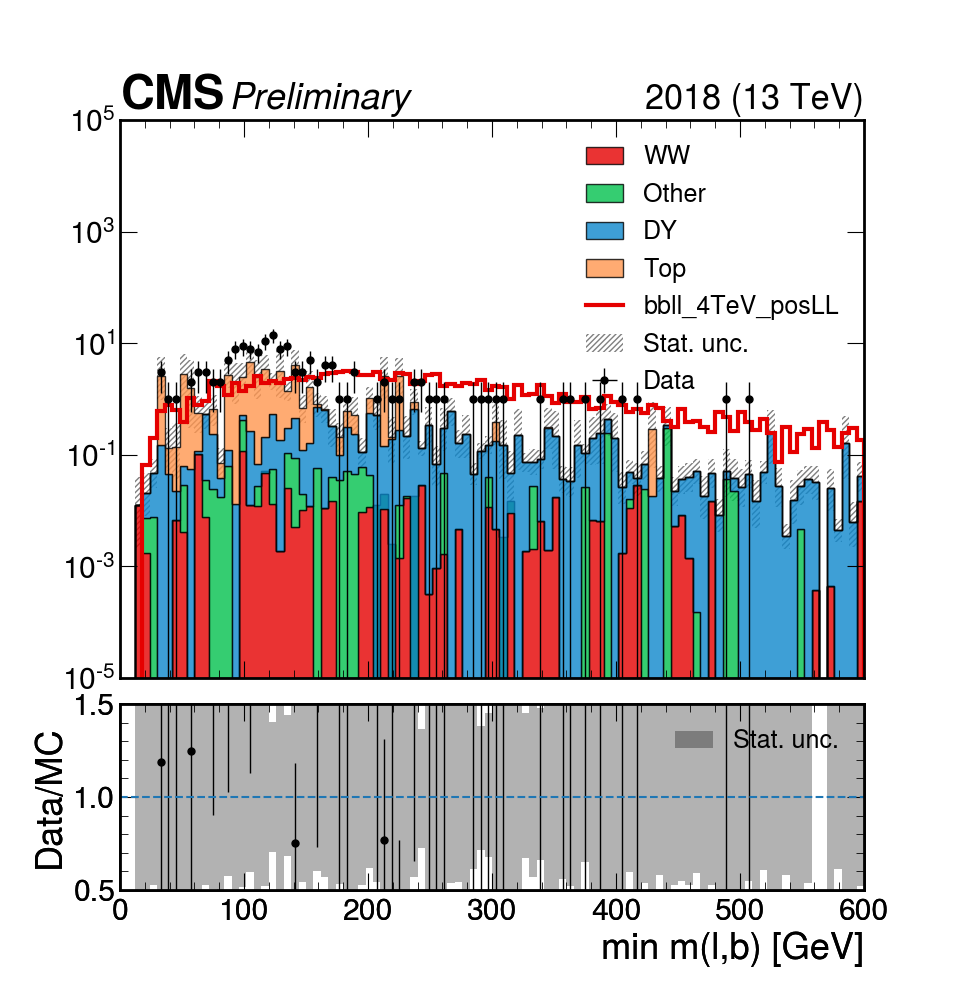 CMS Preliminary 2018 (13 TeV)
10^5
WW
Other
10^3
DY
Top
bbll_4TeV_posLL
10^1
Stat. unc.
Data
10^-1
10^-3
10^-5
1.5
Stat. unc.
1.0
Data/MC
0.5
0 100 200 300 400 500 600
min m(l,b) [GeV]